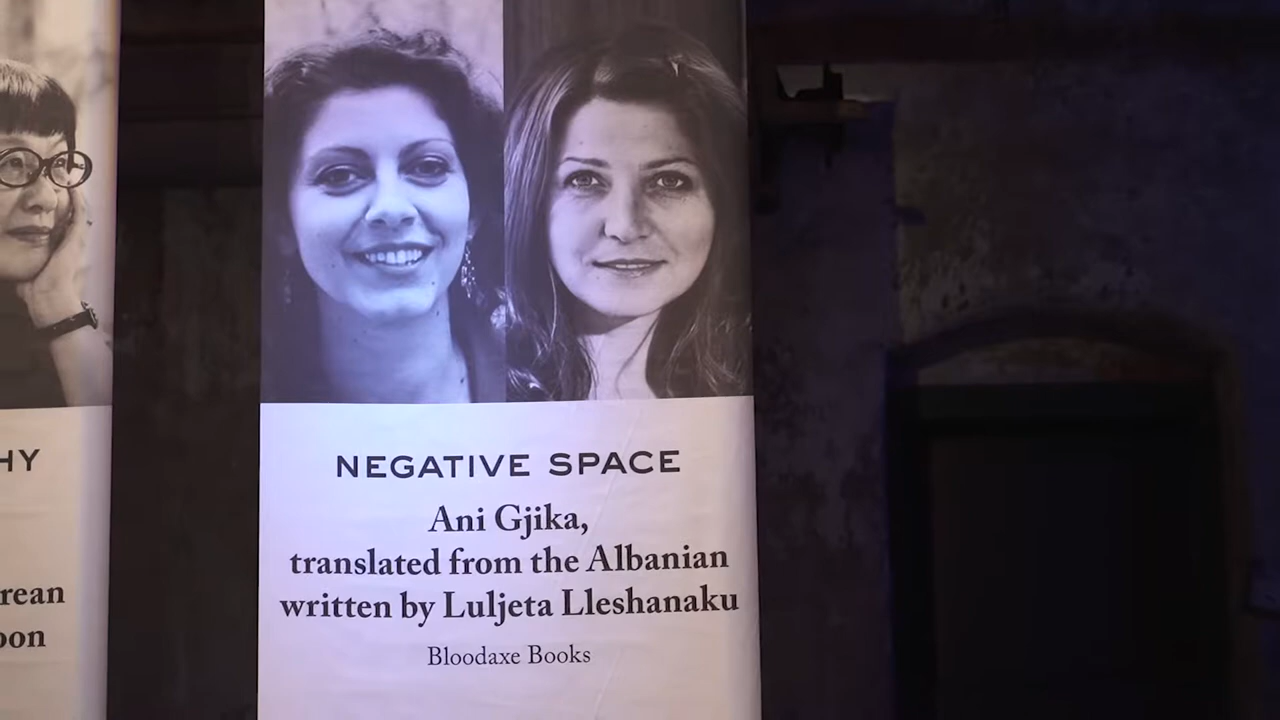 HY
rean
oon
NEGATIVE SPACE
Ani Gjika,
translated from the Albanian
written by Luljeta Lleshanaku
Bloodaxe Books